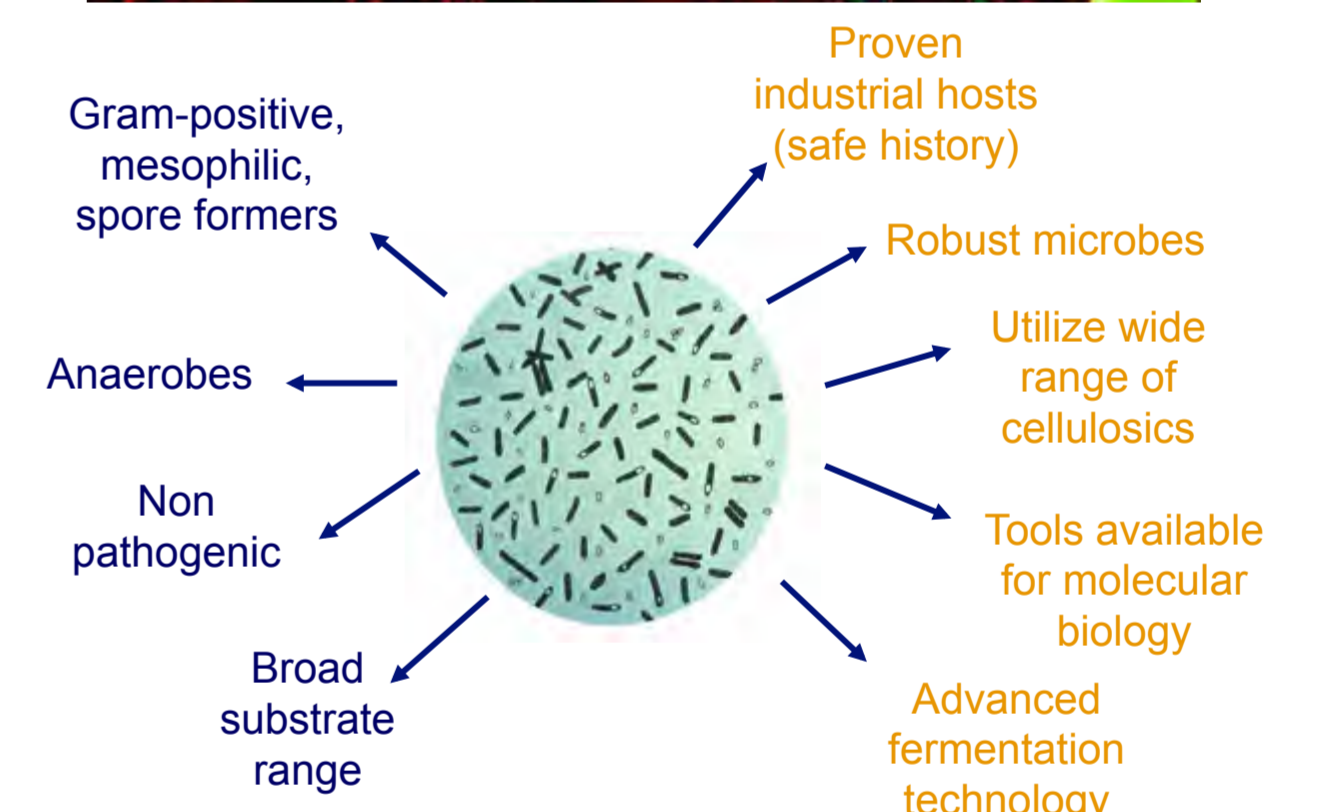 Gram-positive,
mesophilic,
spore formers
Anaerobes
Non
pathogenic
Broad
substrate
range
Proven
industrial hosts
(safe history)
Robust microbes
Utilize wide
range of
cellulosics
Tools available
for molecular
biology
Advanced
fermentation
technology